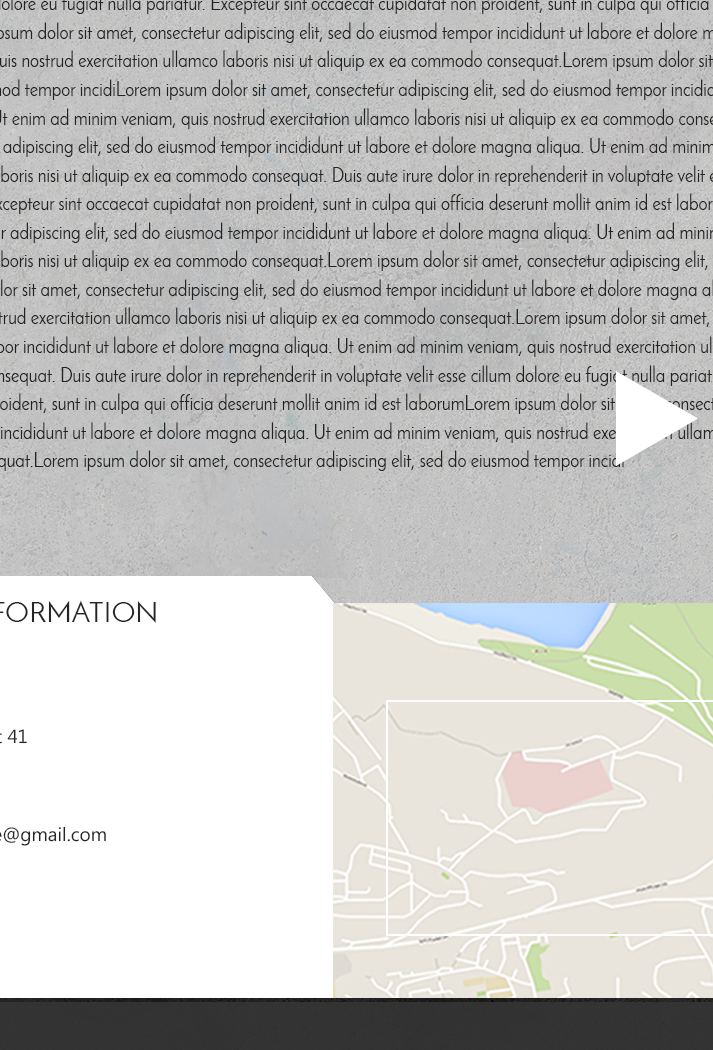 dolore eu fugiat nulla pariatur. Excepteur sint occaecat cupidatat non proident, sunt in culpa qui officia
psum dolor sit amet, consectetur adipiscing elit, sed do eiusmod tempor incididunt ut labore et dolore m
uis nostrud exercitation ullamco laboris nisi ut aliquip ex ea commodo consequat.Lorem ipsum dolor sit
mod tempor incidiLorem ipsum dolor sit amet, consectetur adipiscing elit, sed do eiusmod tempor incidid
Ut enim ad minim veniam, quis nostrud exercitation ullamco laboris nisi ut aliquip ex ea commodo conse
adipiscing elit, sed do eiusmod tempor incididunt ut labore et dolore magna aliqua. Ut enim ad minim
boris nisi ut aliquip ex ea commodo consequat. Duis aute irure dolor in reprehenderit in voluptate velit e
xcepteur sint occaecat cupidatat non proident, sunt in culpa qui officia deserunt mollit anim id est labor
r adipiscing elit, sed do eiusmod tempor incididunt ut labore et dolore magna aliqua. Ut enim ad minim
boris nisi ut aliquip ex ea commodo consequat.Lorem ipsum dolor sit amet, consectetur adipiscing elit,
lor sit amet, consectetur adipiscing elit, sed do eiusmod tempor incididunt ut labore et dolore magna al
trud exercitation ullamco laboris nisi ut aliquip ex ea commodo consequat.Lorem ipsum dolor sit amet,
por incididunt ut labore et dolore magna aliqua. Ut enim ad minim veniam, quis nostrud exercitation ul
nsequat. Duis aute irure dolor in reprehenderit in voluptate velit esse cillum dolore eu fugiat nulla pariat
oident, sunt in culpa qui officia deserunt mollit anim id est laborumLorem ipsum dolor sit consect
incididunt ut labore et dolore magna aliqua. Ut enim ad minim veniam, quis nostrud exe ullam
quat.Lorem ipsum dolor sit amet, consectetur adipiscing elit, sed do eiusmod tempor incidi
FORMATION
t 41
e@gmail.com